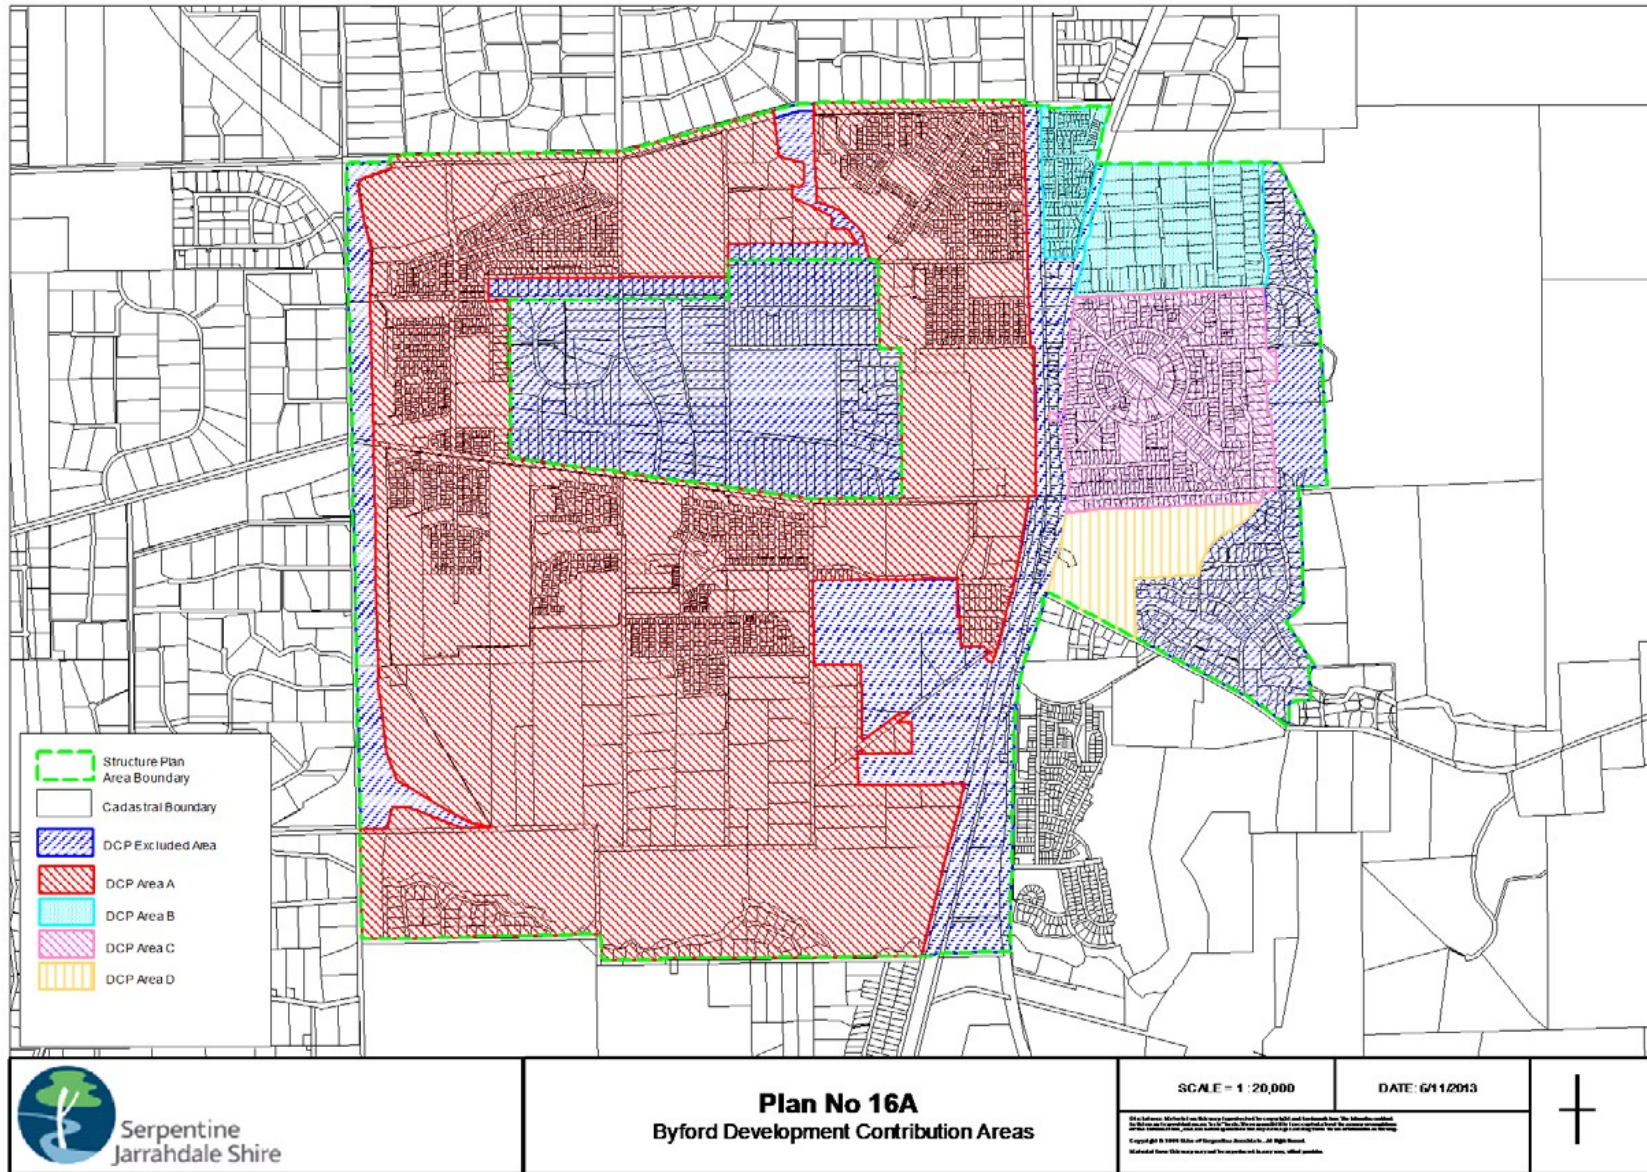 Structure Plan
Area Boundary
Cadastral Boundary
DCP Excluded Area
DCP Area A
DCP Area B
DCP Area C
DCP Area D
Serpentine
Jarrahdale Shire
Plan No 16A
Byford Development Contribution Areas
SCALE = 1 : 20,000
DATE: 6/11/2013